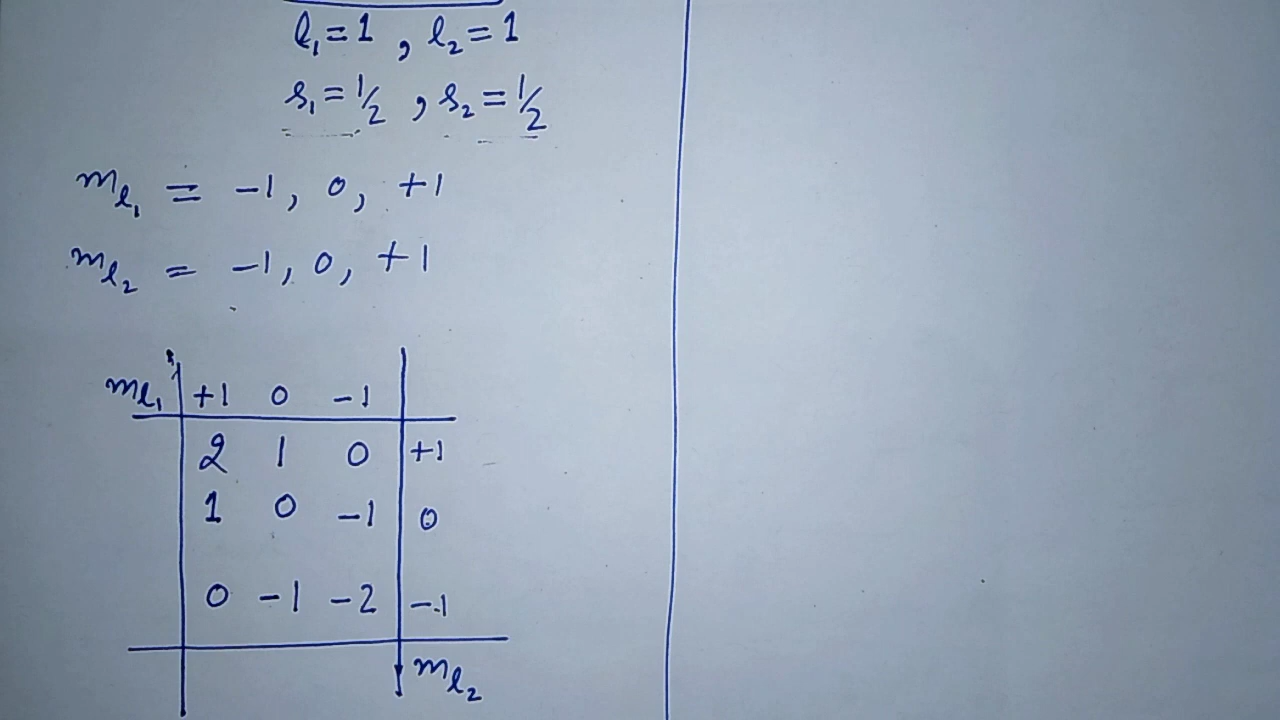 l₁=1 , l₂=1
s₁=1/2 , s₂=1/2
mₗ₁ = -1, 0, +1
mₗ₂ = -1, 0, +1
mₗ₁ +1 0 -1
2 1 0 +1
1 0 -1 0
0 -1 -2 -1
mₗ₂